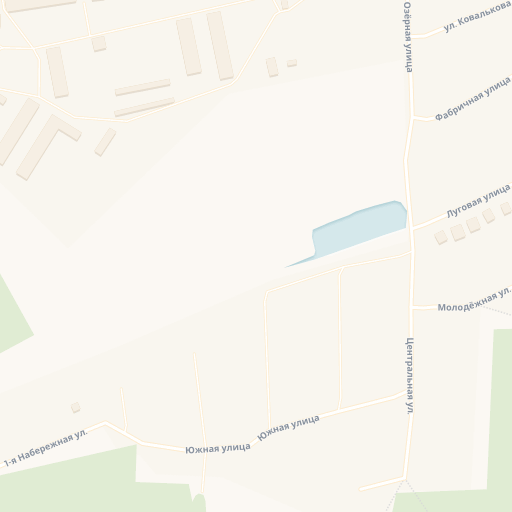 ул. Ковалькова
Озёрная улица
Фабричная улица
Луговая улица
Молодёжная ул.
Центральная ул.
Южная улица
Южная улица
1-я Набережная ул.